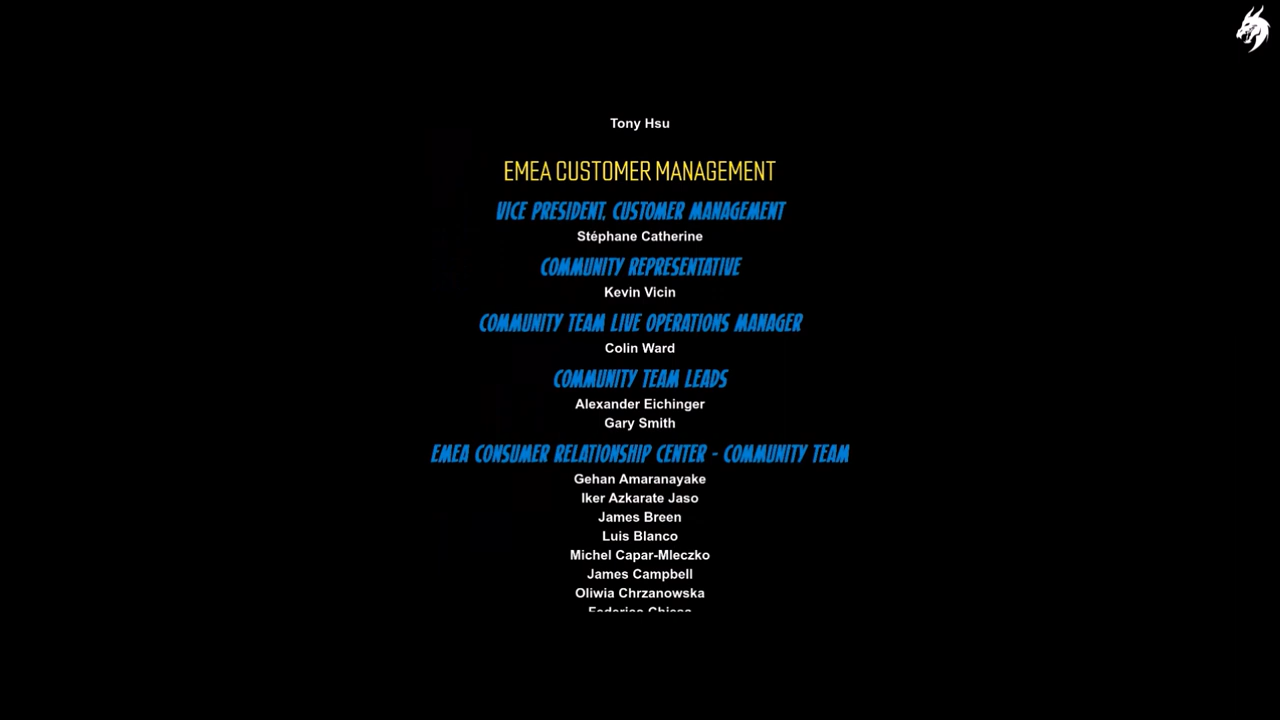 Tony Hsu
EMEA CUSTOMER MANAGEMENT
VICE PRESIDENT, CUSTOMER MANAGEMENT
Stéphane Catherine
COMMUNITY REPRESENTATIVE
Kevin Vicin
COMMUNITY TEAM LIVE OPERATIONS MANAGER
Colin Ward
COMMUNITY TEAM LEADS
Alexander Eichinger
Gary Smith
EMEA CONSUMER RELATIONSHIP CENTER - COMMUNITY TEAM
Gehan Amaranayake
Iker Azkarate Jaso
James Breen
Luis Blanco
Michel Capar-Mleczko
James Campbell
Oliwia Chrzanowska